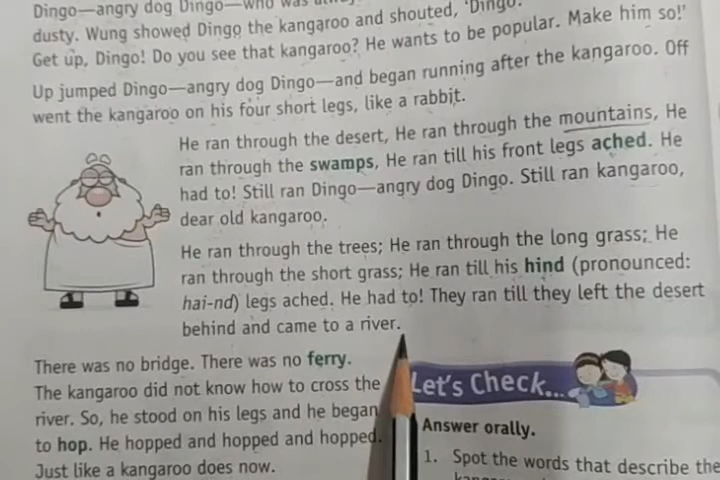 Dingo—angry dog Dingo—who was
dusty. Wung showed Dingo the kangaroo and shouted, 'Dingo!
Get up, Dingo! Do you see that kangaroo? He wants to be popular. Make him so!'
Up jumped Dingo—angry dog Dingo—and began running after the kangaroo. Off
went the kangaroo on his four short legs, like a rabbit.
He ran through the desert, He ran through the mountains, He
ran through the swamps, He ran till his front legs ached. He
had to! Still ran Dingo—angry dog Dingo. Still ran kangaroo,
dear old kangaroo.
He ran through the trees; He ran through the long grass; He
ran through the short grass; He ran till his hind (pronounced:
hai-nd) legs ached. He had to! They ran till they left the desert
behind and came to a river.
There was no bridge. There was no ferry.
The kangaroo did not know how to cross the
river. So, he stood on his legs and he began
to hop. He hopped and hopped and hopped.
Just like a kangaroo does now.
Let's Check...
Answer orally.
1. Spot the words that describe the